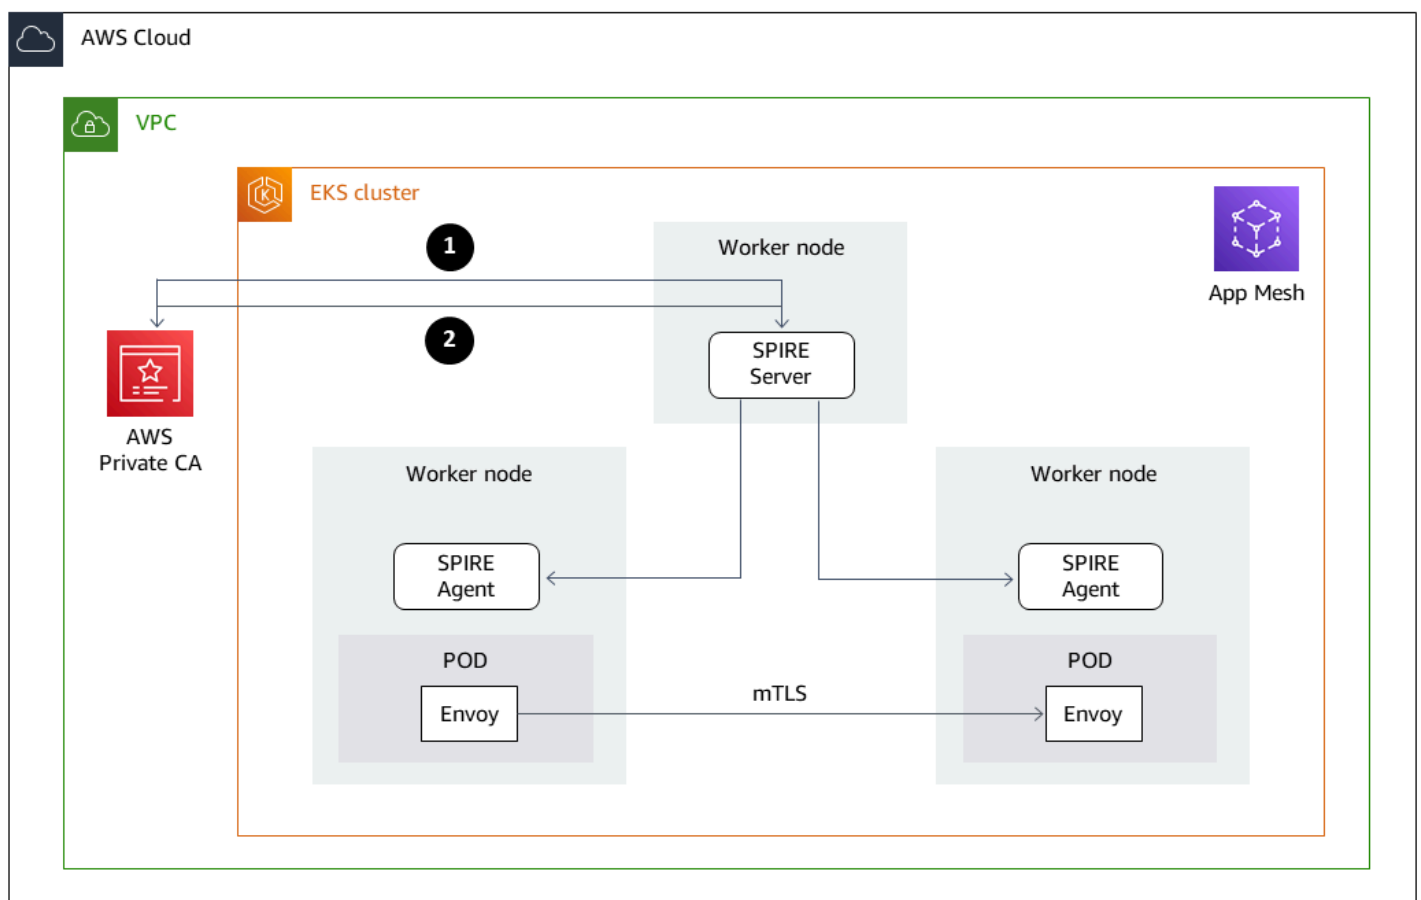 AWS Cloud
VPC
EKS cluster
1
Worker node
App Mesh
2
SPIRE
Server
AWS
Private CA
Worker node
Worker node
SPIRE
Agent
SPIRE
Agent
POD
POD
mTLS
Envoy
Envoy